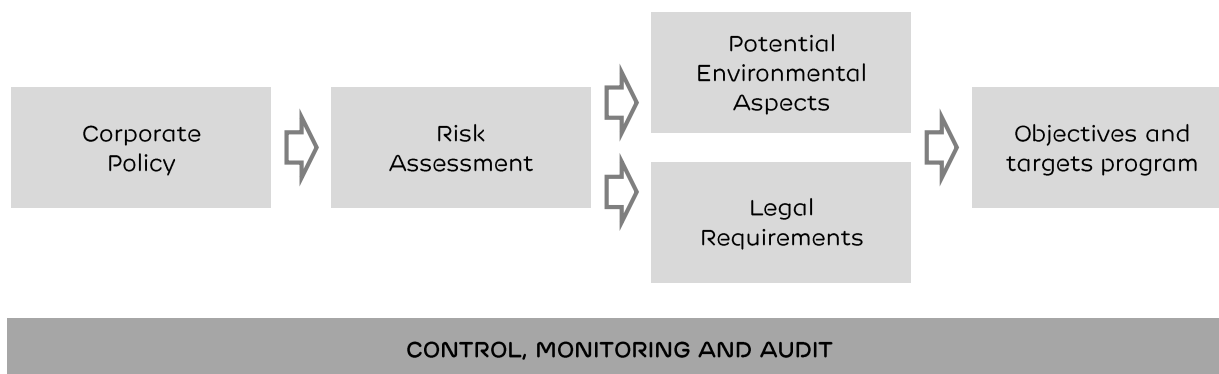 Corporate
Policy
Risk
Assessment
Potential
Environmental
Aspects
Legal
Requirements
Objectives and
targets program
CONTROL, MONITORING AND AUDIT